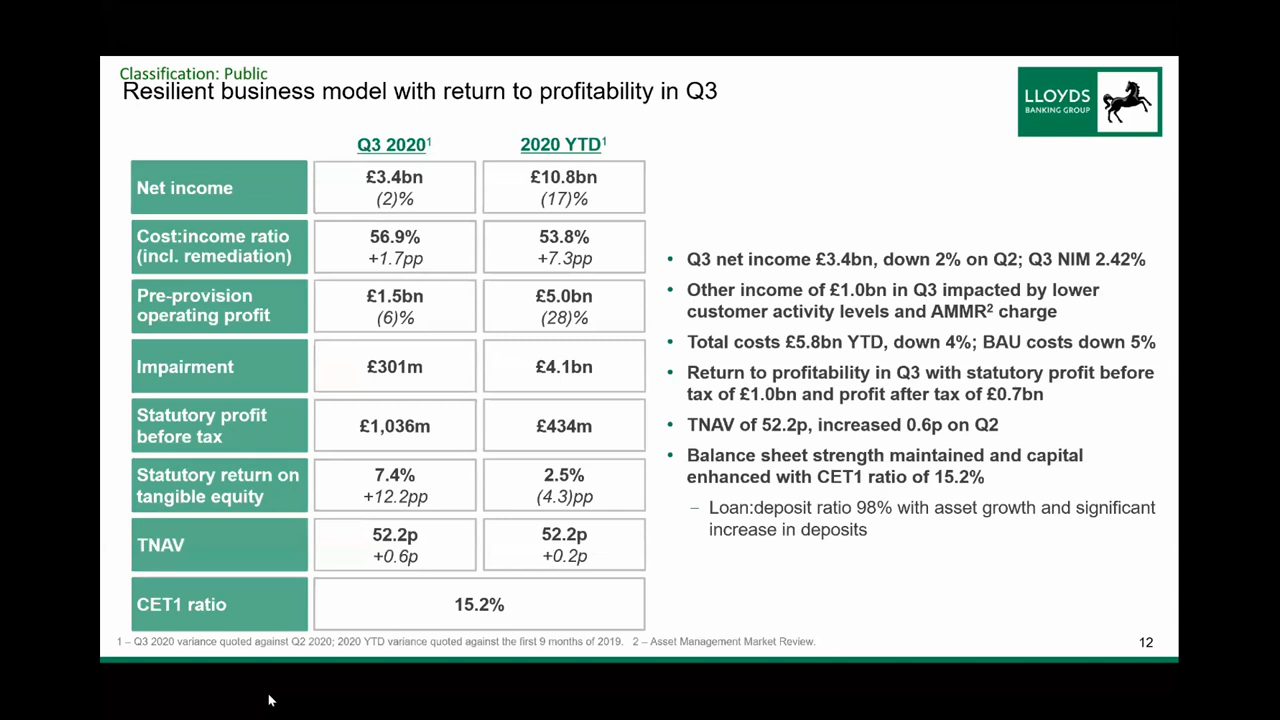 Classification: Public
Resilient business model with return to profitability in Q3
LLOYDS
BANKING GROUP
Q3 2020¹
2020 YTD¹
Net income
£3.4bn
(2)%
£10.8bn
(17)%
Cost:income ratio
(incl. remediation)
56.9%
+1.7pp
53.8%
+7.3pp
Pre-provision
operating profit
£1.5bn
(6)%
£5.0bn
(28)%
Impairment
£301m
£4.1bn
Statutory profit
before tax
£1,036m
£434m
Statutory return on
tangible equity
7.4%
+12.2pp
2.5%
(4.3)pp
TNAV
52.2p
+0.6p
52.2p
+0.2p
CET1 ratio
15.2%
• Q3 net income £3.4bn, down 2% on Q2; Q3 NIM 2.42%
• Other income of £1.0bn in Q3 impacted by lower
customer activity levels and AMMR² charge
• Total costs £5.8bn YTD, down 4%; BAU costs down 5%
• Return to profitability in Q3 with statutory profit before
tax of £1.0bn and profit after tax of £0.7bn
• TNAV of 52.2p, increased 0.6p on Q2
• Balance sheet strength maintained and capital
enhanced with CET1 ratio of 15.2%
– Loan:deposit ratio 98% with asset growth and significant
increase in deposits
1 – Q3 2020 variance quoted against Q2 2020; 2020 YTD variance quoted against the first 9 months of 2019. 2 – Asset Management Market Review.
12